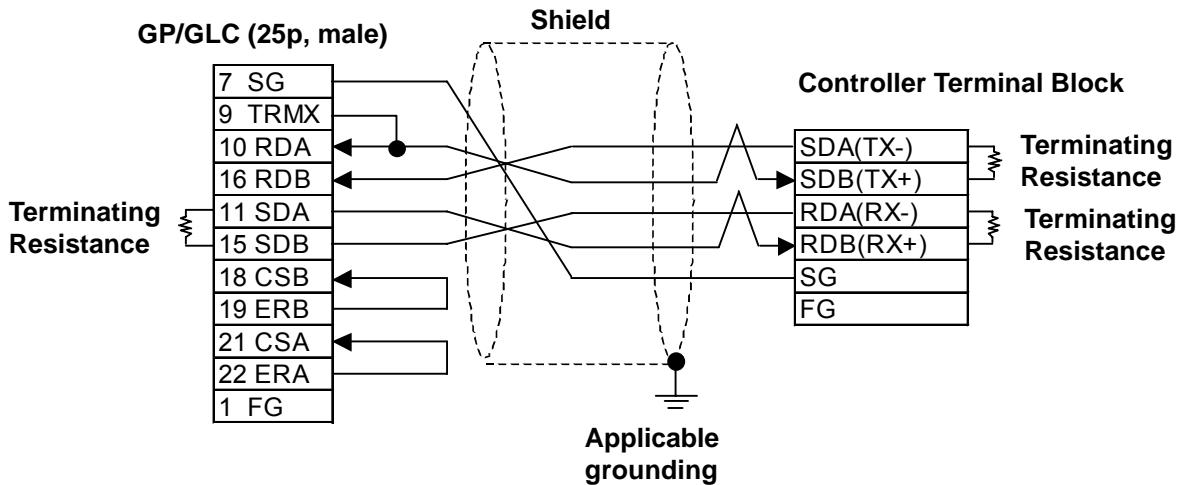 Shield
GP/GLC (25p, male)
7 SG
9 TRMX
10 RDA
16 RDB
11 SDA
15 SDB
18 CSB
19 ERB
21 CSA
22 ERA
1 FG
Terminating
Resistance
Controller Terminal Block
SDA(TX-)
SDB(TX+)
RDA(RX-)
RDB(RX+)
SG
FG
Terminating
Resistance
Terminating
Resistance
Applicable
grounding